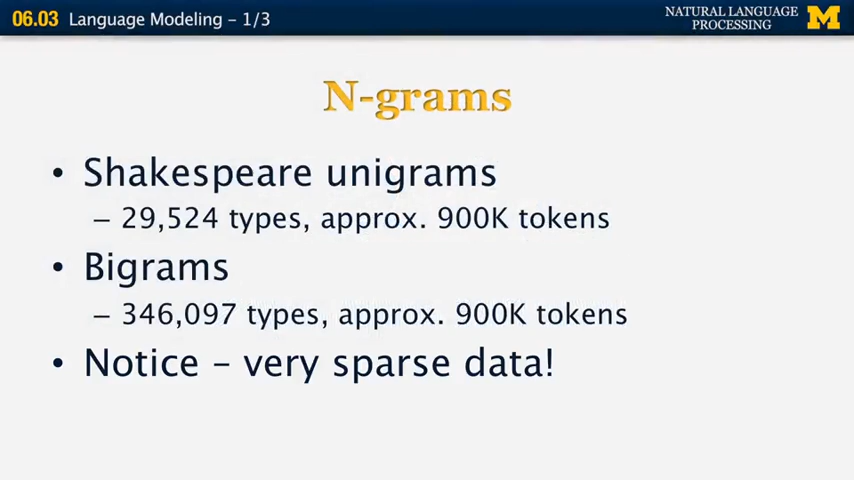 06.03 Language Modeling – 1/3
NATURAL LANGUAGE
PROCESSING
M
N-grams
• Shakespeare unigrams
– 29,524 types, approx. 900K tokens
• Bigrams
– 346,097 types, approx. 900K tokens
• Notice – very sparse data!